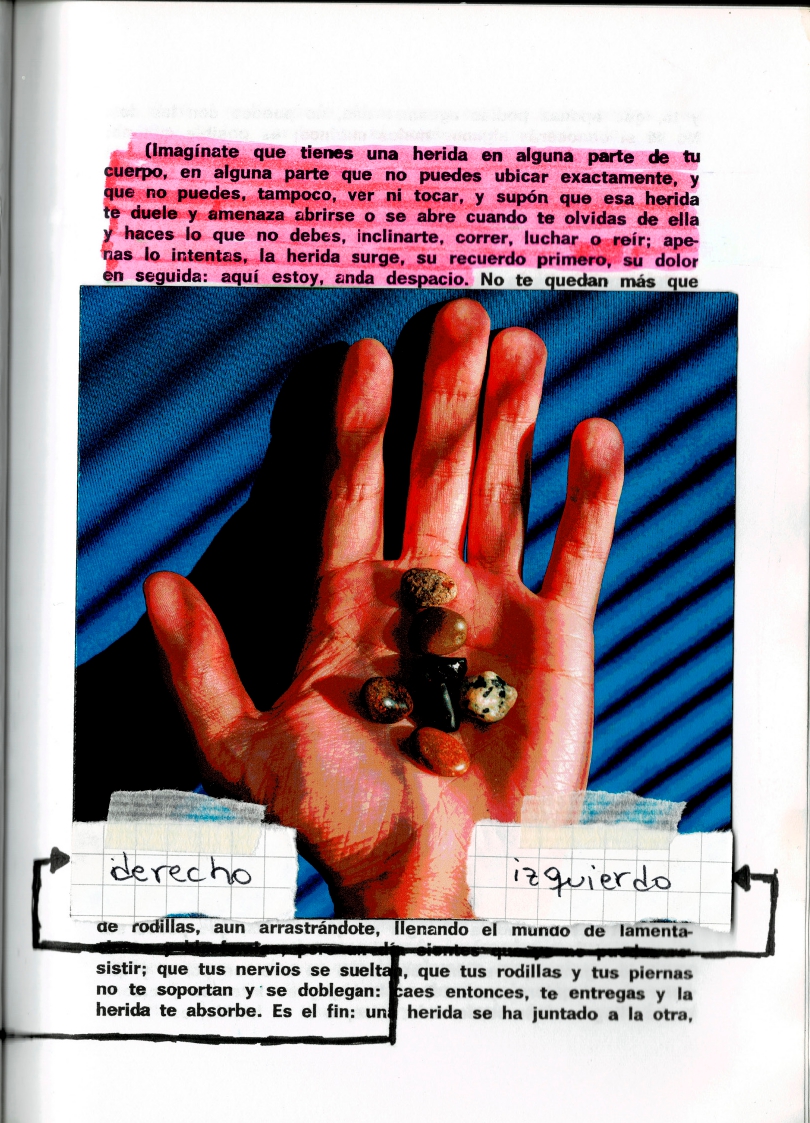 (Imagínate que tienes una herida en alguna parte de tu
cuerpo, en alguna parte que no puedes ubicar exactamente, y
que no puedes, tampoco, ver ni tocar, y supón que esa herida
te duele y amenaza abrirse o se abre cuando te olvidas de ella
y haces lo que no debes, inclinarte, correr, luchar o reír; ape-
nas lo intentas, la herida surge, su recuerdo primero, su dolor
en seguida: aquí estoy, anda despacio. No te quedan más que
derecho
izquierdo
de rodillas, aun arrastrándote, llenando el mundo de lamenta-
sistir; que tus nervios se sueltan, que tus rodillas y tus piernas
no te soportan y se doblegan: caes entonces, te entregas y la
herida te absorbe. Es el fin: una herida se ha juntado a la otra,